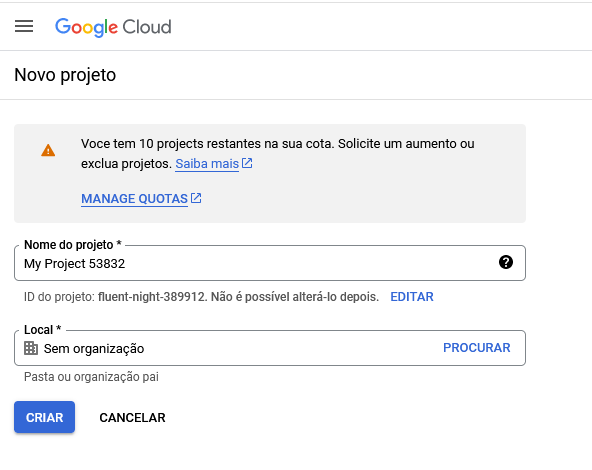 Google Cloud
Novo projeto
Voce tem 10 projects restantes na sua cota. Solicite um aumento ou
exclua projetos. Saiba mais
MANAGE QUOTAS
Nome do projeto *
My Project 53832
ID do projeto: fluent-night-389912. Não é possível alterá-lo depois. EDITAR
Local *
Sem organização PROCURAR
Pasta ou organização pai
CRIAR CANCELAR